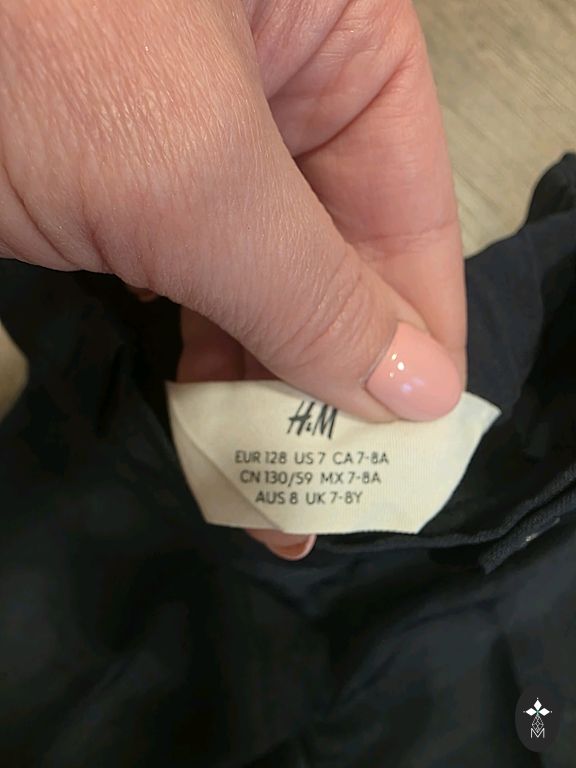 H&M
EUR 128 US 7 CA 7-8A
CN 130/59 MX 7-8A
AUS 8 UK 7-8Y
M